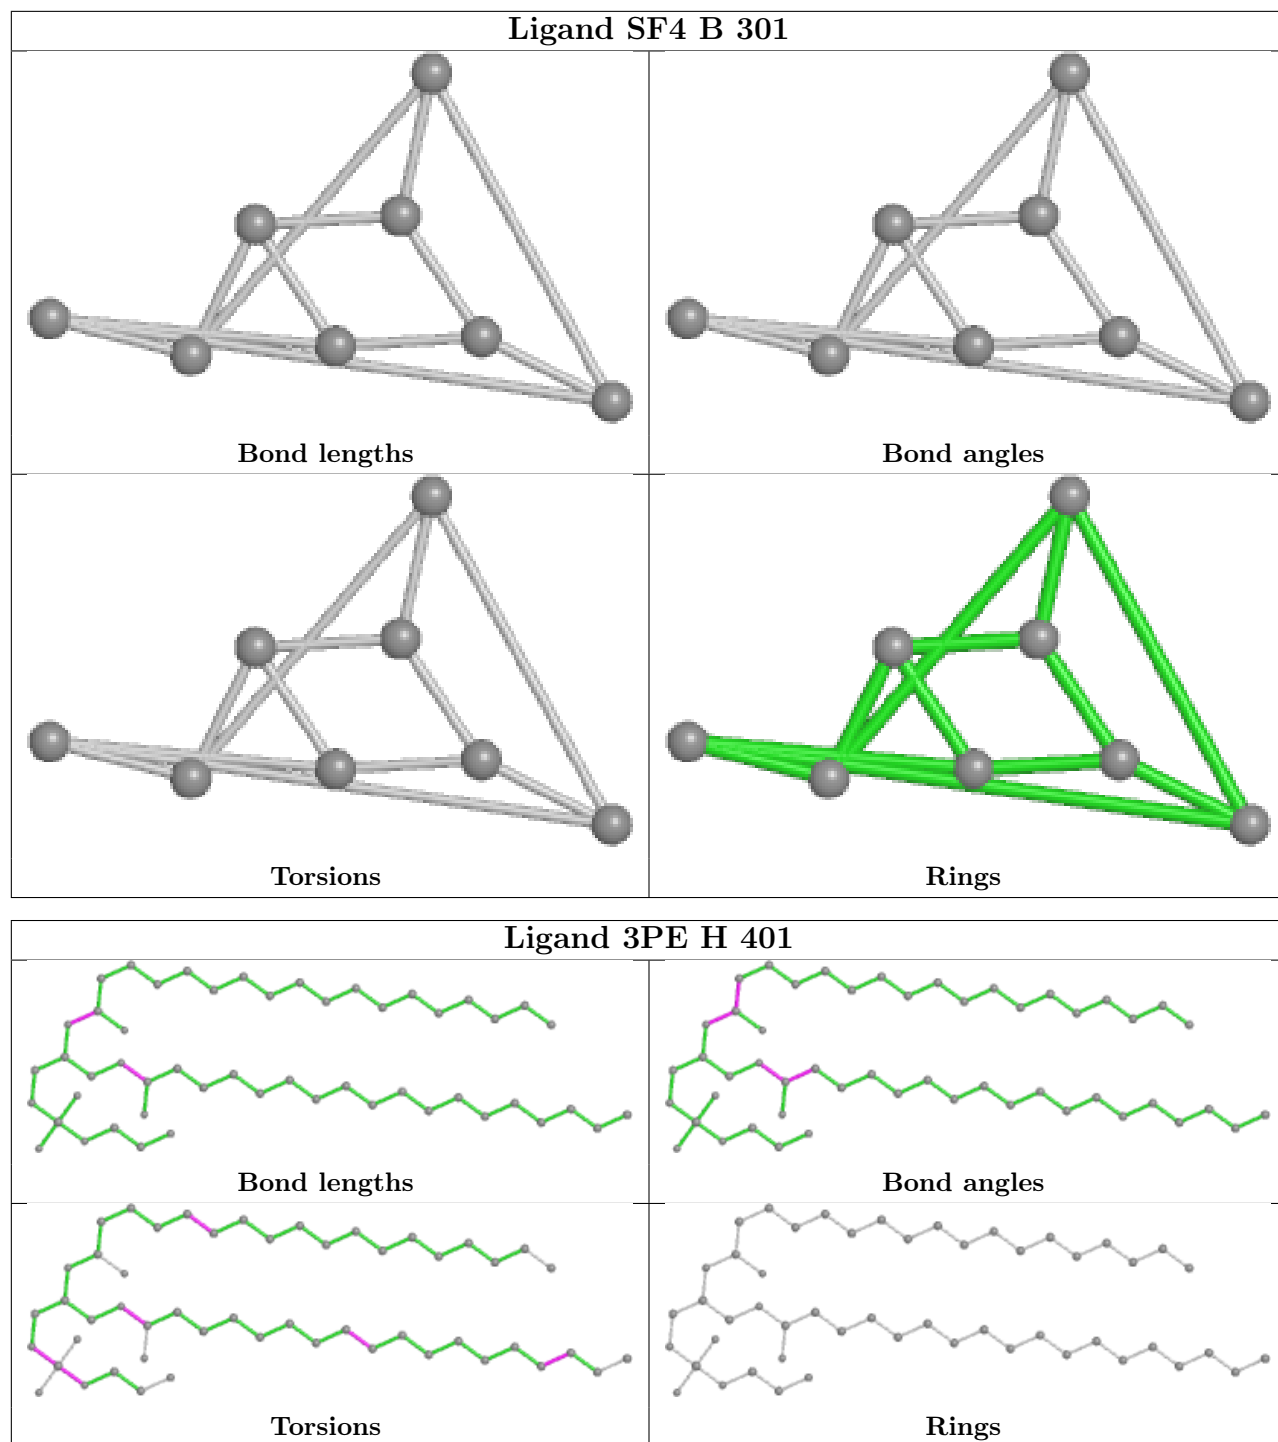 Ligand SF4 B 301
Bond lengths
Bond angles
Torsions
Rings
Ligand 3PE H 401
Bond lengths
Bond angles
Torsions
Rings